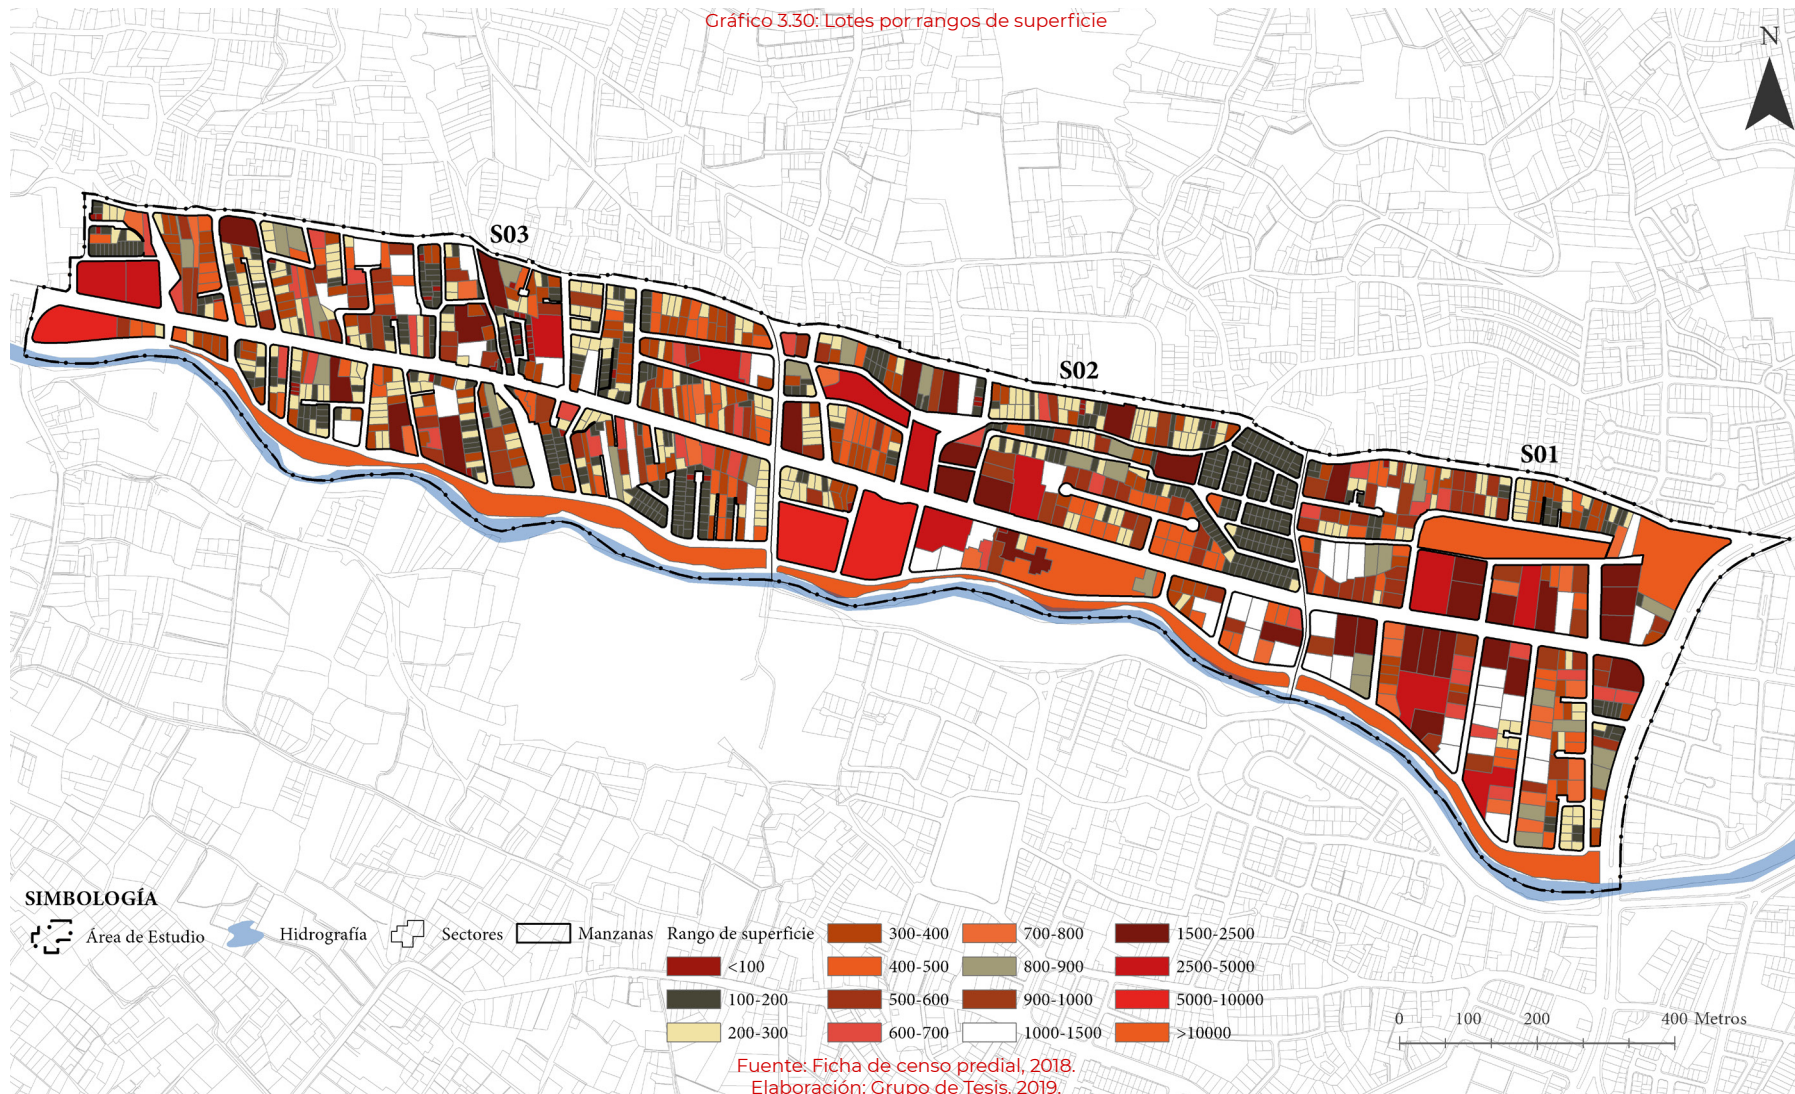 Gráfico 3.30: Lotes por rangos de superficie
N
S03
S02
S01
SIMBOLOGÍA
Área de Estudio
Hidrografía
Sectores
Manzanas
Rango de superficie
<100
100-200
200-300
300-400
400-500
500-600
600-700
700-800
800-900
900-1000
1000-1500
1500-2500
2500-5000
5000-10000
>10000
0 100 200 400 Metros
Fuente: Ficha de censo predial, 2018.
Elaboración: Grupo de Tesis, 2019.